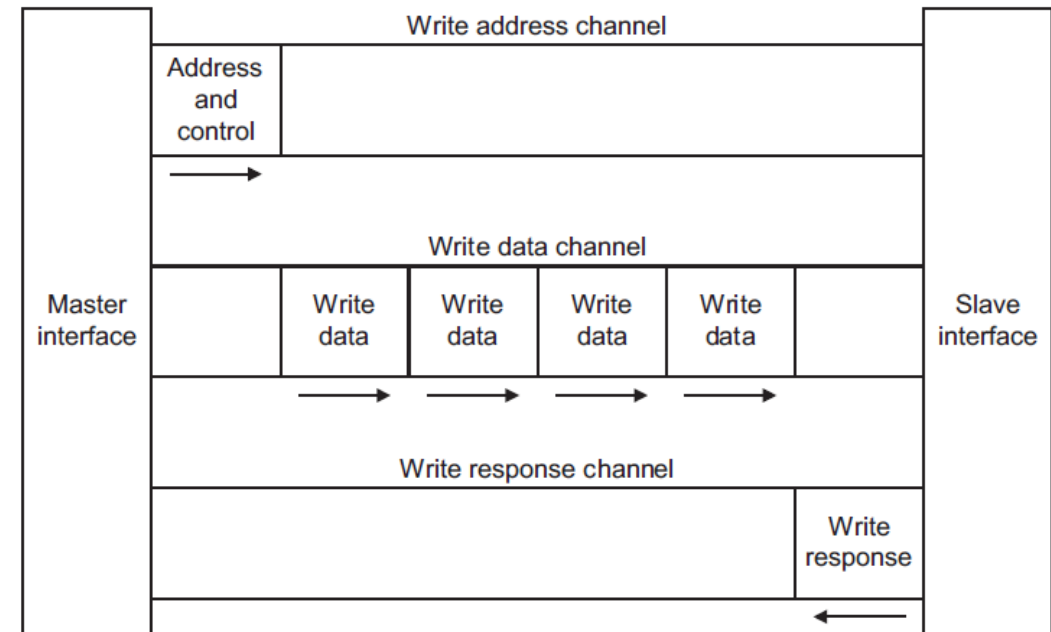 Write address channel
Address
and
control
Write data channel
Master
interface
Write
data
Write
data
Write
data
Write
data
Slave
interface
Write response channel
Write
response